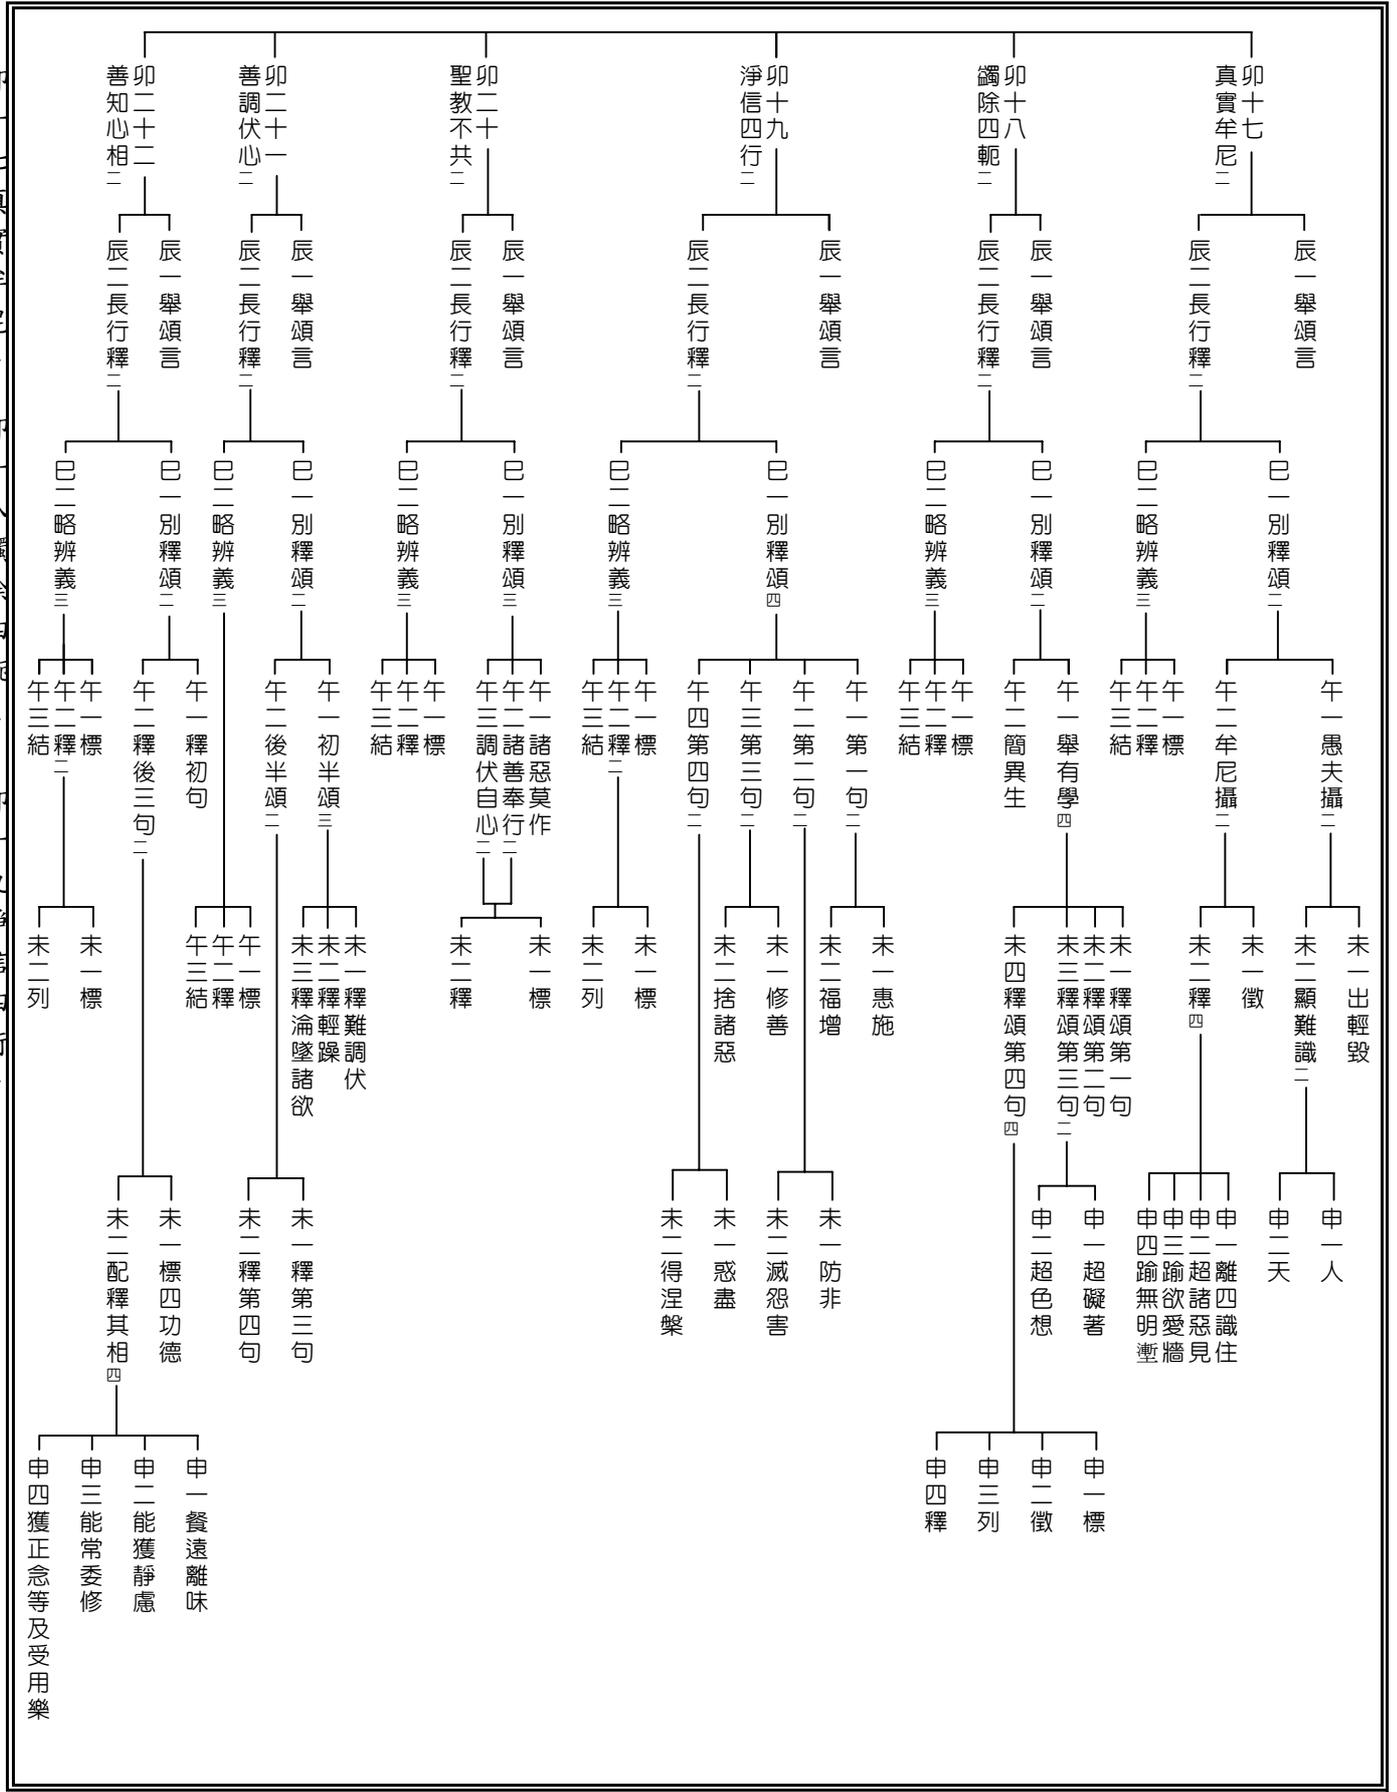 卯十七
真實牟尼二
辰一舉頌言
辰二長行釋二
巳一別釋頌二
午一愚夫攝二
未一出輕毀
未二顯難識二
申一人
申二天
午二牟尼攝二
未一徵
未二釋四
申一離四識住
申二超諸惡見
申三踰欲愛牆
申四踰無明壍
巳二略辨義三
午一標
午二釋
午三結
卯十八
蠲除四軛二
辰一舉頌言
辰二長行釋二
巳一別釋頌二
午一舉有學四
未一釋頌第一句
未二釋頌第二句
未三釋頌第三句二
申一超礙著
申二超色想
未四釋頌第四句四
申一標
申二徵
申三列
申四釋
午二簡異生
巳二略辨義三
午一標
午二釋
午三結
卯十九
淨信四行二
辰一舉頌言
辰二長行釋二
巳一別釋頌四
午一第一句二
未一惠施
未二福增
午二第二句二
未一防非
未二滅怨害
午三第三句二
未一修善
未二捨諸惡
午四第四句二
未一惑盡
未二得涅槃
巳二略辨義三
午一標
午二釋二
未一標
未二列
午三結
卯二十
聖教不共二
辰一舉頌言
辰二長行釋二
巳一別釋頌三
午一諸惡莫作
午二諸善奉行二
午三調伏自心二
未一標
未二釋
巳二略辨義三
午一標
午二釋
午三結
卯二十一
善調伏心二
辰一舉頌言
辰二長行釋二
巳一別釋頌二
午一初半頌三
未一釋難調伏
未二釋輕躁
未三釋淪墜諸欲
午二後半頌二
未一釋第三句
未二釋第四句
巳二略辨義三
午一標
午二釋
午三結
卯二十二
善知心相二
辰一舉頌言
辰二長行釋二
巳一別釋頌二
午一釋初句
午二釋後三句二
未一標四功德
未二配釋其相四
申一餐遠離味
申二能獲靜慮
申三能常委修
申四獲正念等及受用樂
巳二略辨義三
午一標
午二釋二
未一標
未二列
午三結